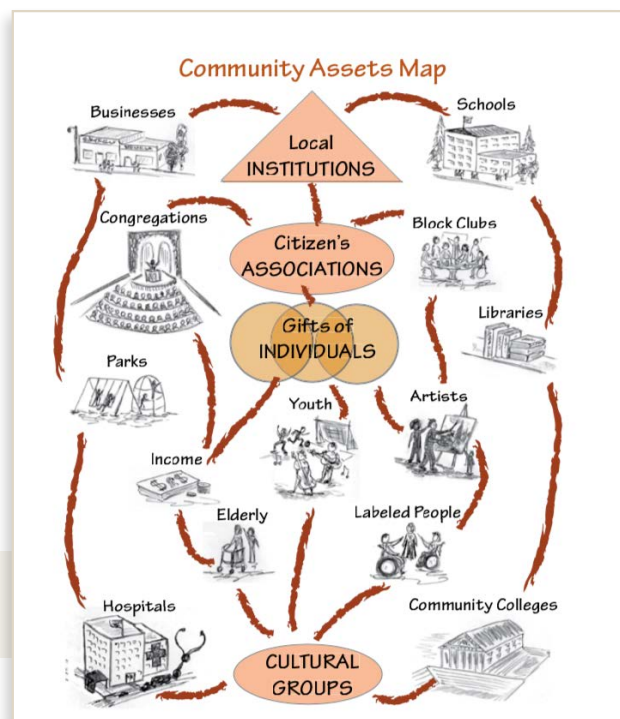 Community Assets Map
Businesses
Schools
Local
INSTITUTIONS
Congregations
Block Clubs
Citizen's
ASSOCIATIONS
Libraries
Gifts of
INDIVIDUALS
Parks
Youth
Artists
Income
Elderly
Labeled People
Hospitals
Community Colleges
CULTURAL
GROUPS